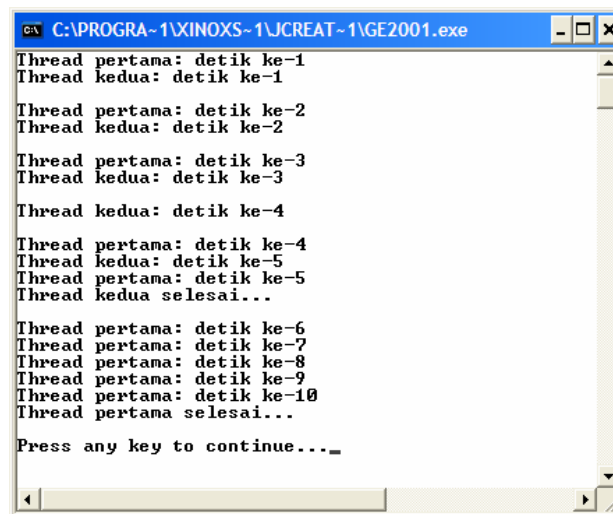 C:\PROGRA~1\XINOXS~1\JCREAT~1\GE2001.exe
Thread pertama: detik ke-1
Thread kedua: detik ke-1
Thread pertama: detik ke-2
Thread kedua: detik ke-2
Thread pertama: detik ke-3
Thread kedua: detik ke-3
Thread kedua: detik ke-4
Thread pertama: detik ke-4
Thread kedua: detik ke-5
Thread pertama: detik ke-5
Thread kedua selesai...
Thread pertama: detik ke-6
Thread pertama: detik ke-7
Thread pertama: detik ke-8
Thread pertama: detik ke-9
Thread pertama: detik ke-10
Thread pertama selesai...
Press any key to continue..._